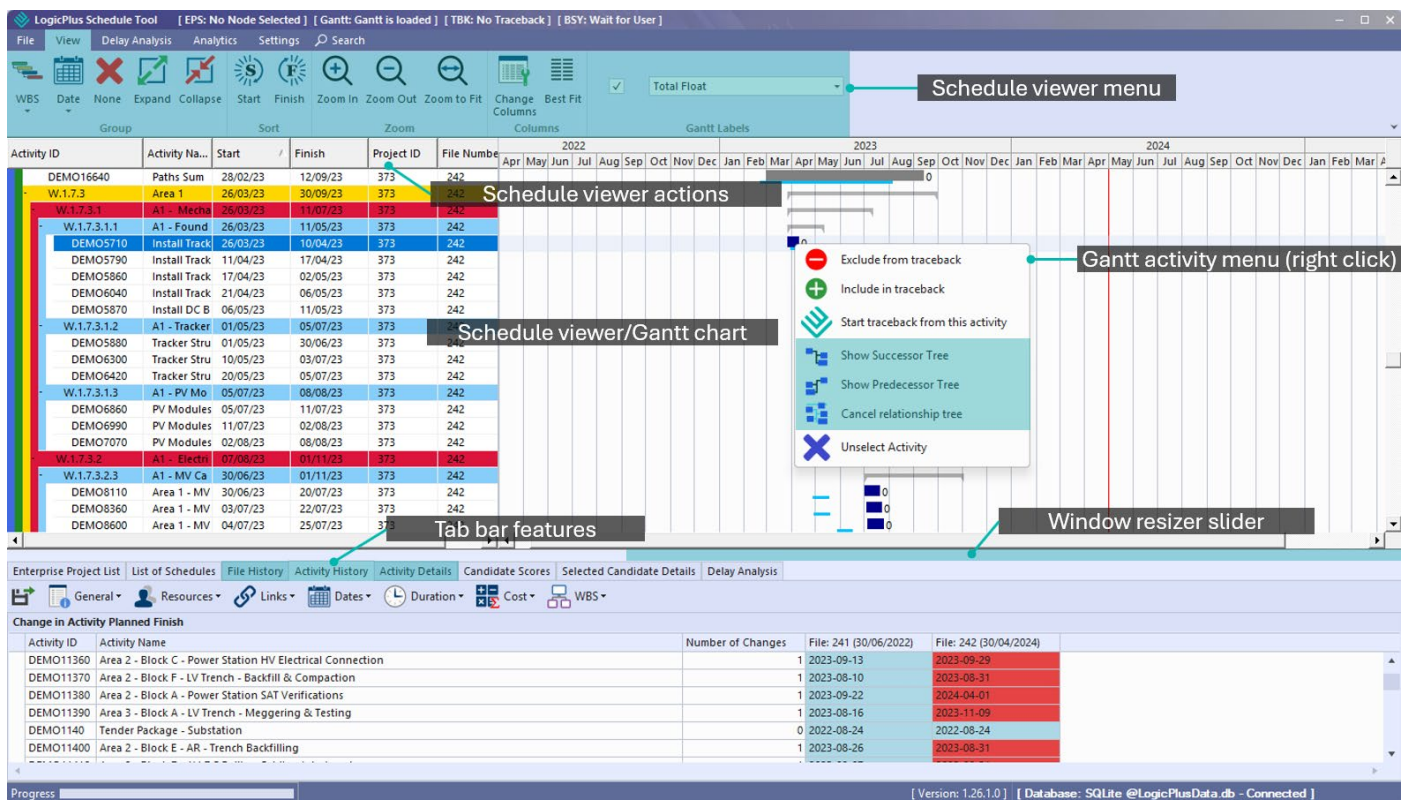 LogicPlus Schedule Tool [ EPS: No Node Selected ] [ Gantt: Gantt is loaded ] [ TBK: No Traceback ] [ BSY: Wait for User ]
File View Delay Analysis Analytics Settings Search
WBS Date None Expand Collapse Start Finish Zoom In Zoom Out Zoom to Fit Change Columns Best Fit Total Float
Schedule viewer menu
Group Sort Zoom Columns Gantt Labels
2022 2023 2024
Activity ID Activity Na... Start Finish Project ID File Numbe
Apr May Jun Jul Aug Sep Oct Nov Dec Jan Feb Mar Apr May Jun Jul Aug Sep Oct Nov Dec Jan Feb Mar Apr May Jun Jul Aug Sep Oct Nov Dec Jan Feb Mar
DEMO16640 Paths Sum 28/02/23 12/09/23 373 242 0
W.1.7.3 Area 1 26/03/23 30/09/23 373 242
Schedule viewer actions
W.1.7.3.1 A1 - Mecha 26/03/23 11/07/23 373 242
W.1.7.3.1.1 A1 - Found 26/03/23 11/05/23 373 242
DEMO5710 Install Track 26/03/23 10/04/23 373 242 0
DEMO5790 Install Track 11/04/23 17/04/23 373 242
DEMO5860 Install Track 17/04/23 02/05/23 373 242
DEMO6040 Install Track 21/04/23 06/05/23 373 242
DEMO5870 Install DC B 06/05/23 11/05/23 373 242
W.1.7.3.1.2 A1 - Tracker 01/05/23 05/07/23 373 242
Schedule viewer/Gantt chart
DEMO5880 Tracker Stru 01/05/23 30/06/23 373 242
DEMO6300 Tracker Stru 10/05/23 03/07/23 373 242
DEMO6420 Tracker Stru 20/05/23 05/07/23 373 242
W.1.7.3.1.3 A1 - PV Mo 05/07/23 08/08/23 373 242
DEMO6860 PV Modules 05/07/23 11/07/23 373 242
DEMO6990 PV Modules 11/07/23 02/08/23 373 242
DEMO7070 PV Modules 02/08/23 08/08/23 373 242
W.1.7.3.2 A1 - Electri 07/08/23 01/11/23 373 242
W.1.7.3.2.3 A1 - MV Ca 30/06/23 01/11/23 373 242
DEMO8110 Area 1 - MV 30/06/23 20/07/23 373 242 0
DEMO8360 Area 1 - MV 03/07/23 22/07/23 373 242 0
DEMO8600 Area 1 - MV 04/07/23 25/07/23 373 242 0
Exclude from traceback
Gantt activity menu (right click)
Include in traceback
Start traceback from this activity
Show Successor Tree
Show Predecessor Tree
Cancel relationship tree
Unselect Activity
Tab bar features
Window resizer slider
Enterprise Project List List of Schedules File History Activity History Activity Details Candidate Scores Selected Candidate Details Delay Analysis
General Resources Links Dates Duration Cost WBS
Change in Activity Planned Finish
Activity ID Activity Name Number of Changes File: 241 (30/06/2022) File: 242 (30/04/2024)
DEMO11360 Area 2 - Block C - Power Station HV Electrical Connection 1 2023-09-13 2023-09-29
DEMO11370 Area 2 - Block F - LV Trench - Backfill & Compaction 1 2023-08-10 2023-08-31
DEMO11380 Area 2 - Block A - Power Station SAT Verifications 1 2023-09-22 2024-04-01
DEMO11390 Area 3 - Block A - LV Trench - Meggering & Testing 1 2023-08-16 2023-11-09
DEMO1140 Tender Package - Substation 0 2022-08-24 2022-08-24
DEMO11400 Area 2 - Block E - AR - Trench Backfilling 1 2023-08-26 2023-08-31
Progress [ Version: 1.26.1.0 ] [ Database: SQLite @LogicPlusData.db - Connected ]